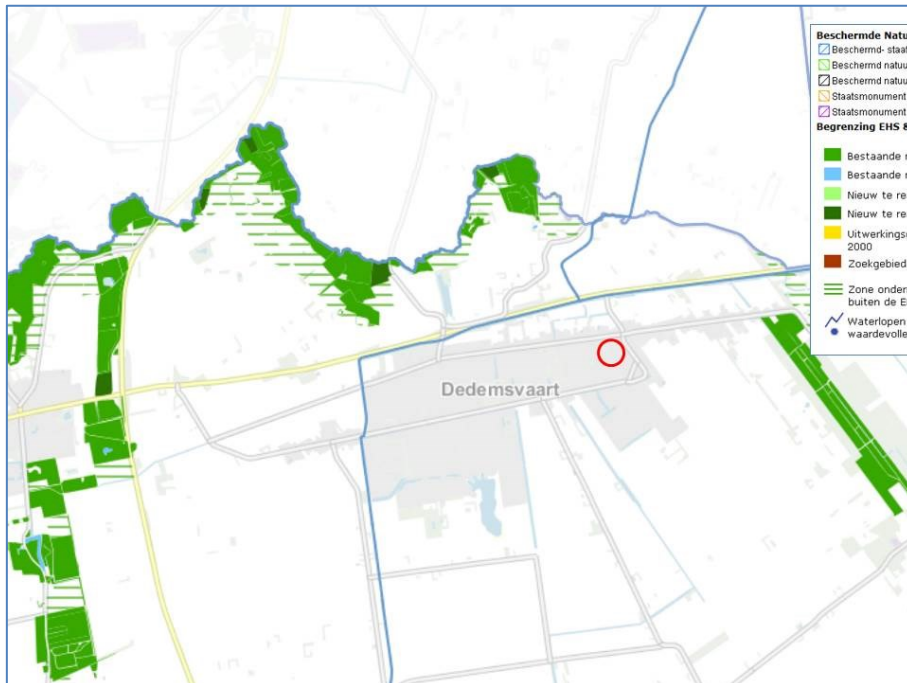 Dedemsvaart
Beschermde Natu
Beschermd- staat
Beschermd natuu
Beschermd natuu
Staatsmonument
Staatsmonument
Begrenzing EHS &
Bestaande n
Bestaande n
Nieuw te re
Nieuw te re
Uitwerkings
2000
Zoekgebied
Zone onder
buiten de E
Waterlopen
waardevolle